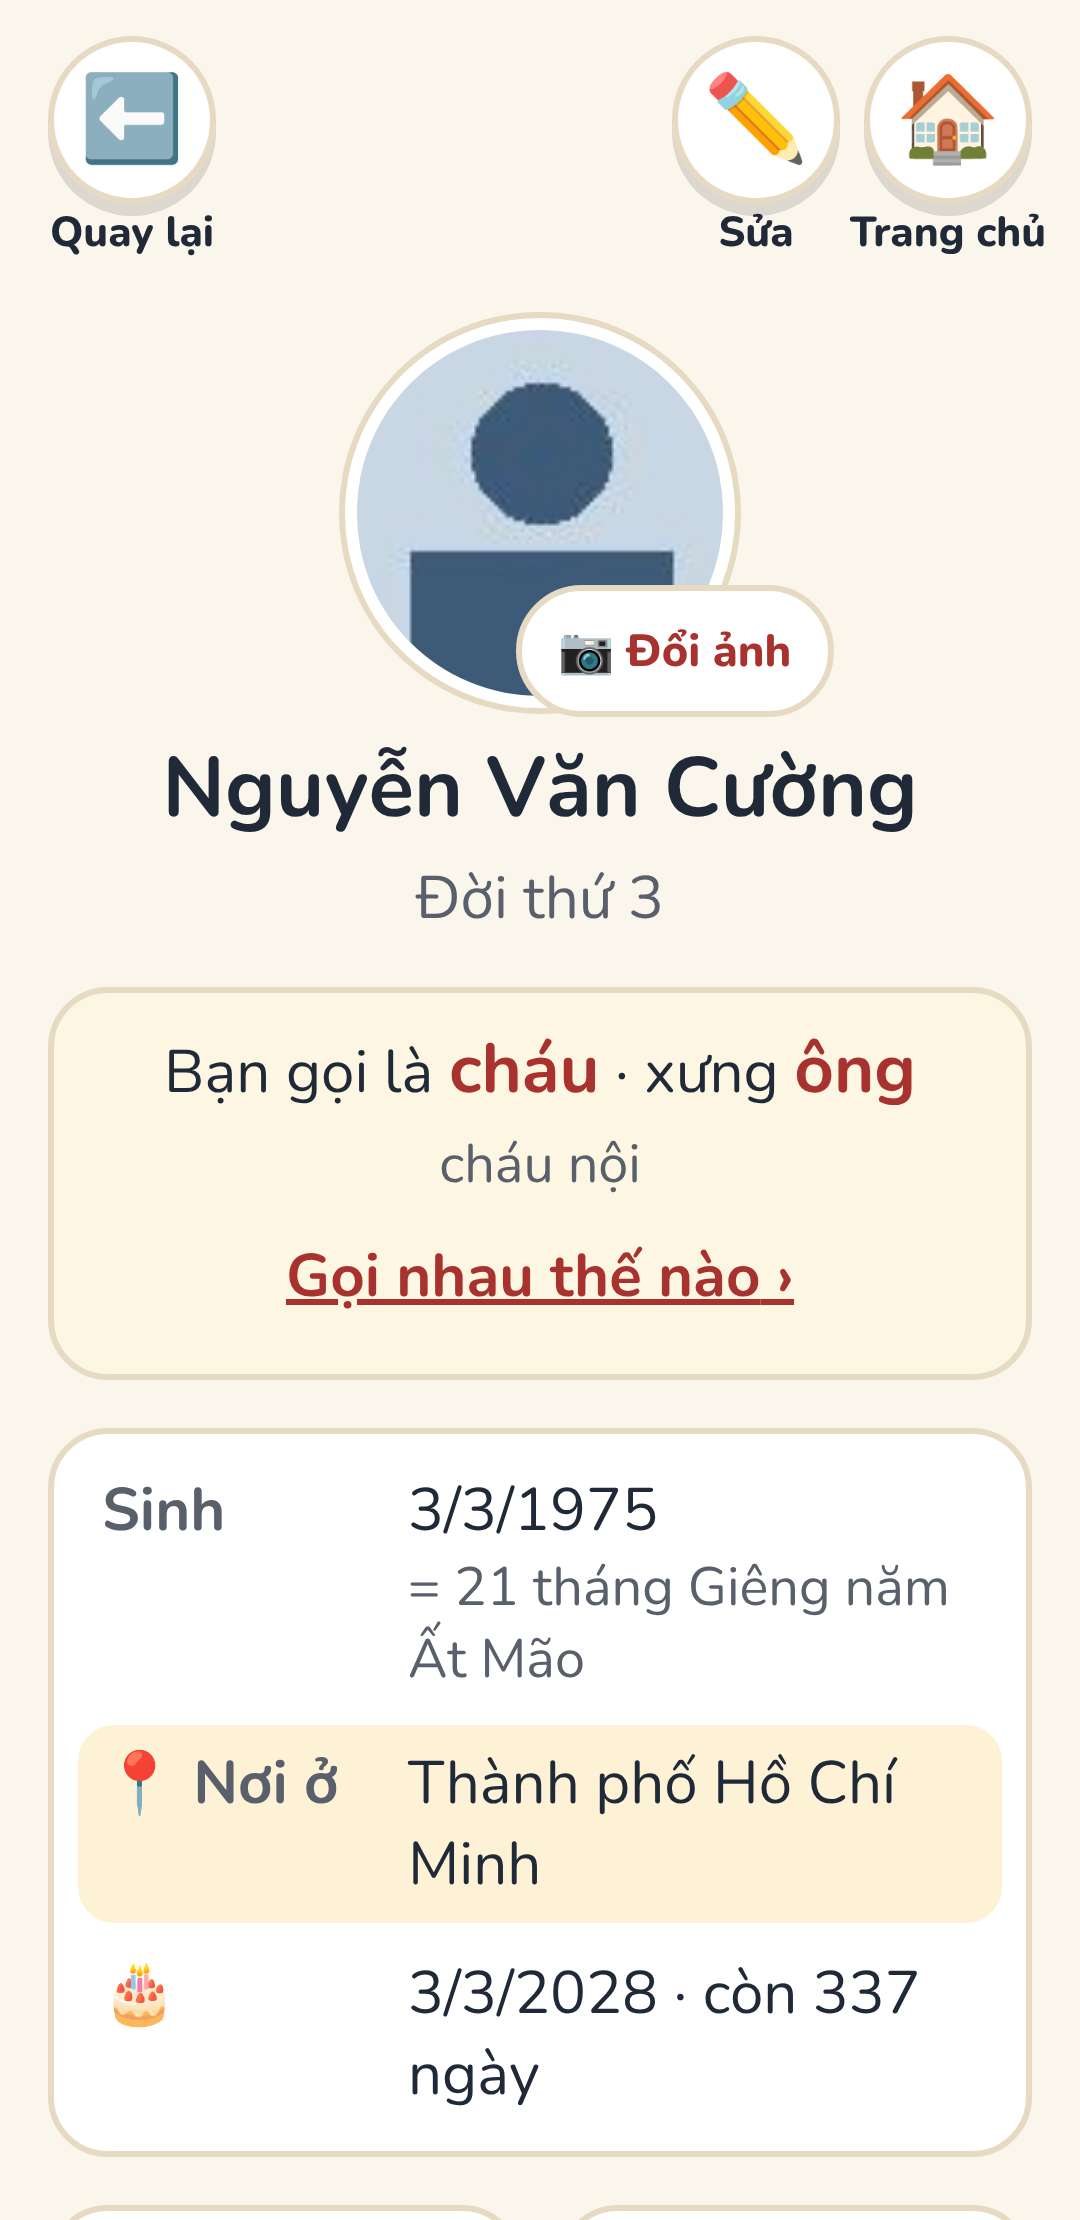 Quay lại
Sửa
Trang chủ
Đổi ảnh
Nguyễn Văn Cường
Đời thứ 3
Bạn gọi là cháu · xưng ông
cháu nội
Gọi nhau thế nào ›
Sinh
3/3/1975
= 21 tháng Giêng năm
Ất Mão
Nơi ở
Thành phố Hồ Chí
Minh
3/3/2028 · còn 337
ngày